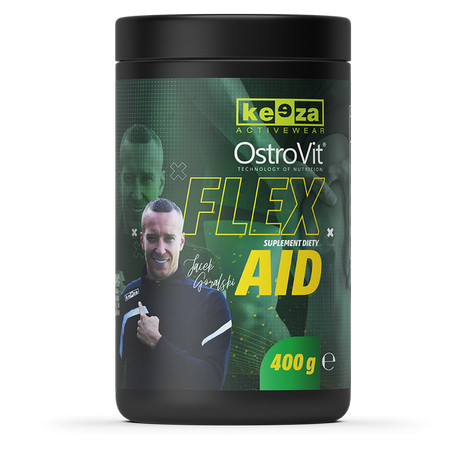 keeza
ACTIVEWEAR
OstroVit®
TECHNOLOGY OF NUTRITION
FLEX
SUPLEMENT DIETY
AID
Jacek
Góralski
400 g ℮